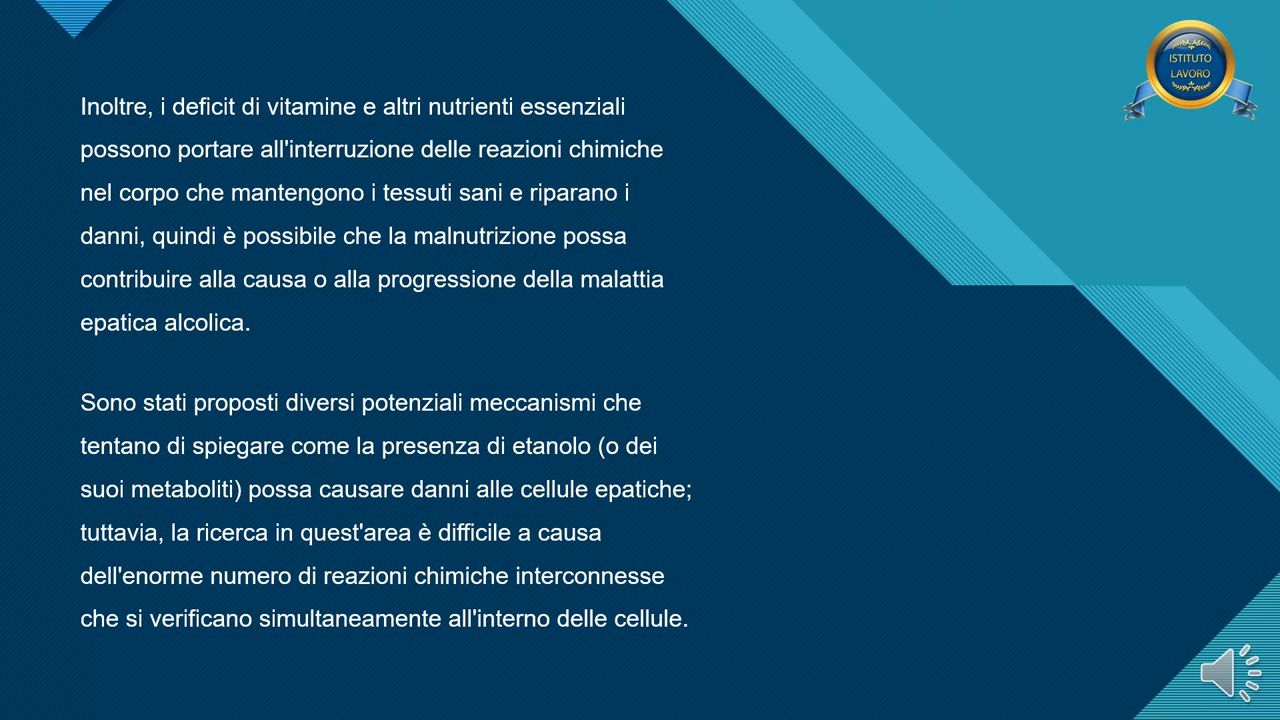 ISTITUTO
LAVORO
Inoltre, i deficit di vitamine e altri nutrienti essenziali
possono portare all'interruzione delle reazioni chimiche
nel corpo che mantengono i tessuti sani e riparano i
danni, quindi è possibile che la malnutrizione possa
contribuire alla causa o alla progressione della malattia
epatica alcolica.
Sono stati proposti diversi potenziali meccanismi che
tentano di spiegare come la presenza di etanolo (o dei
suoi metaboliti) possa causare danni alle cellule epatiche;
tuttavia, la ricerca in quest'area è difficile a causa
dell'enorme numero di reazioni chimiche interconnesse
che si verificano simultaneamente all'interno delle cellule.